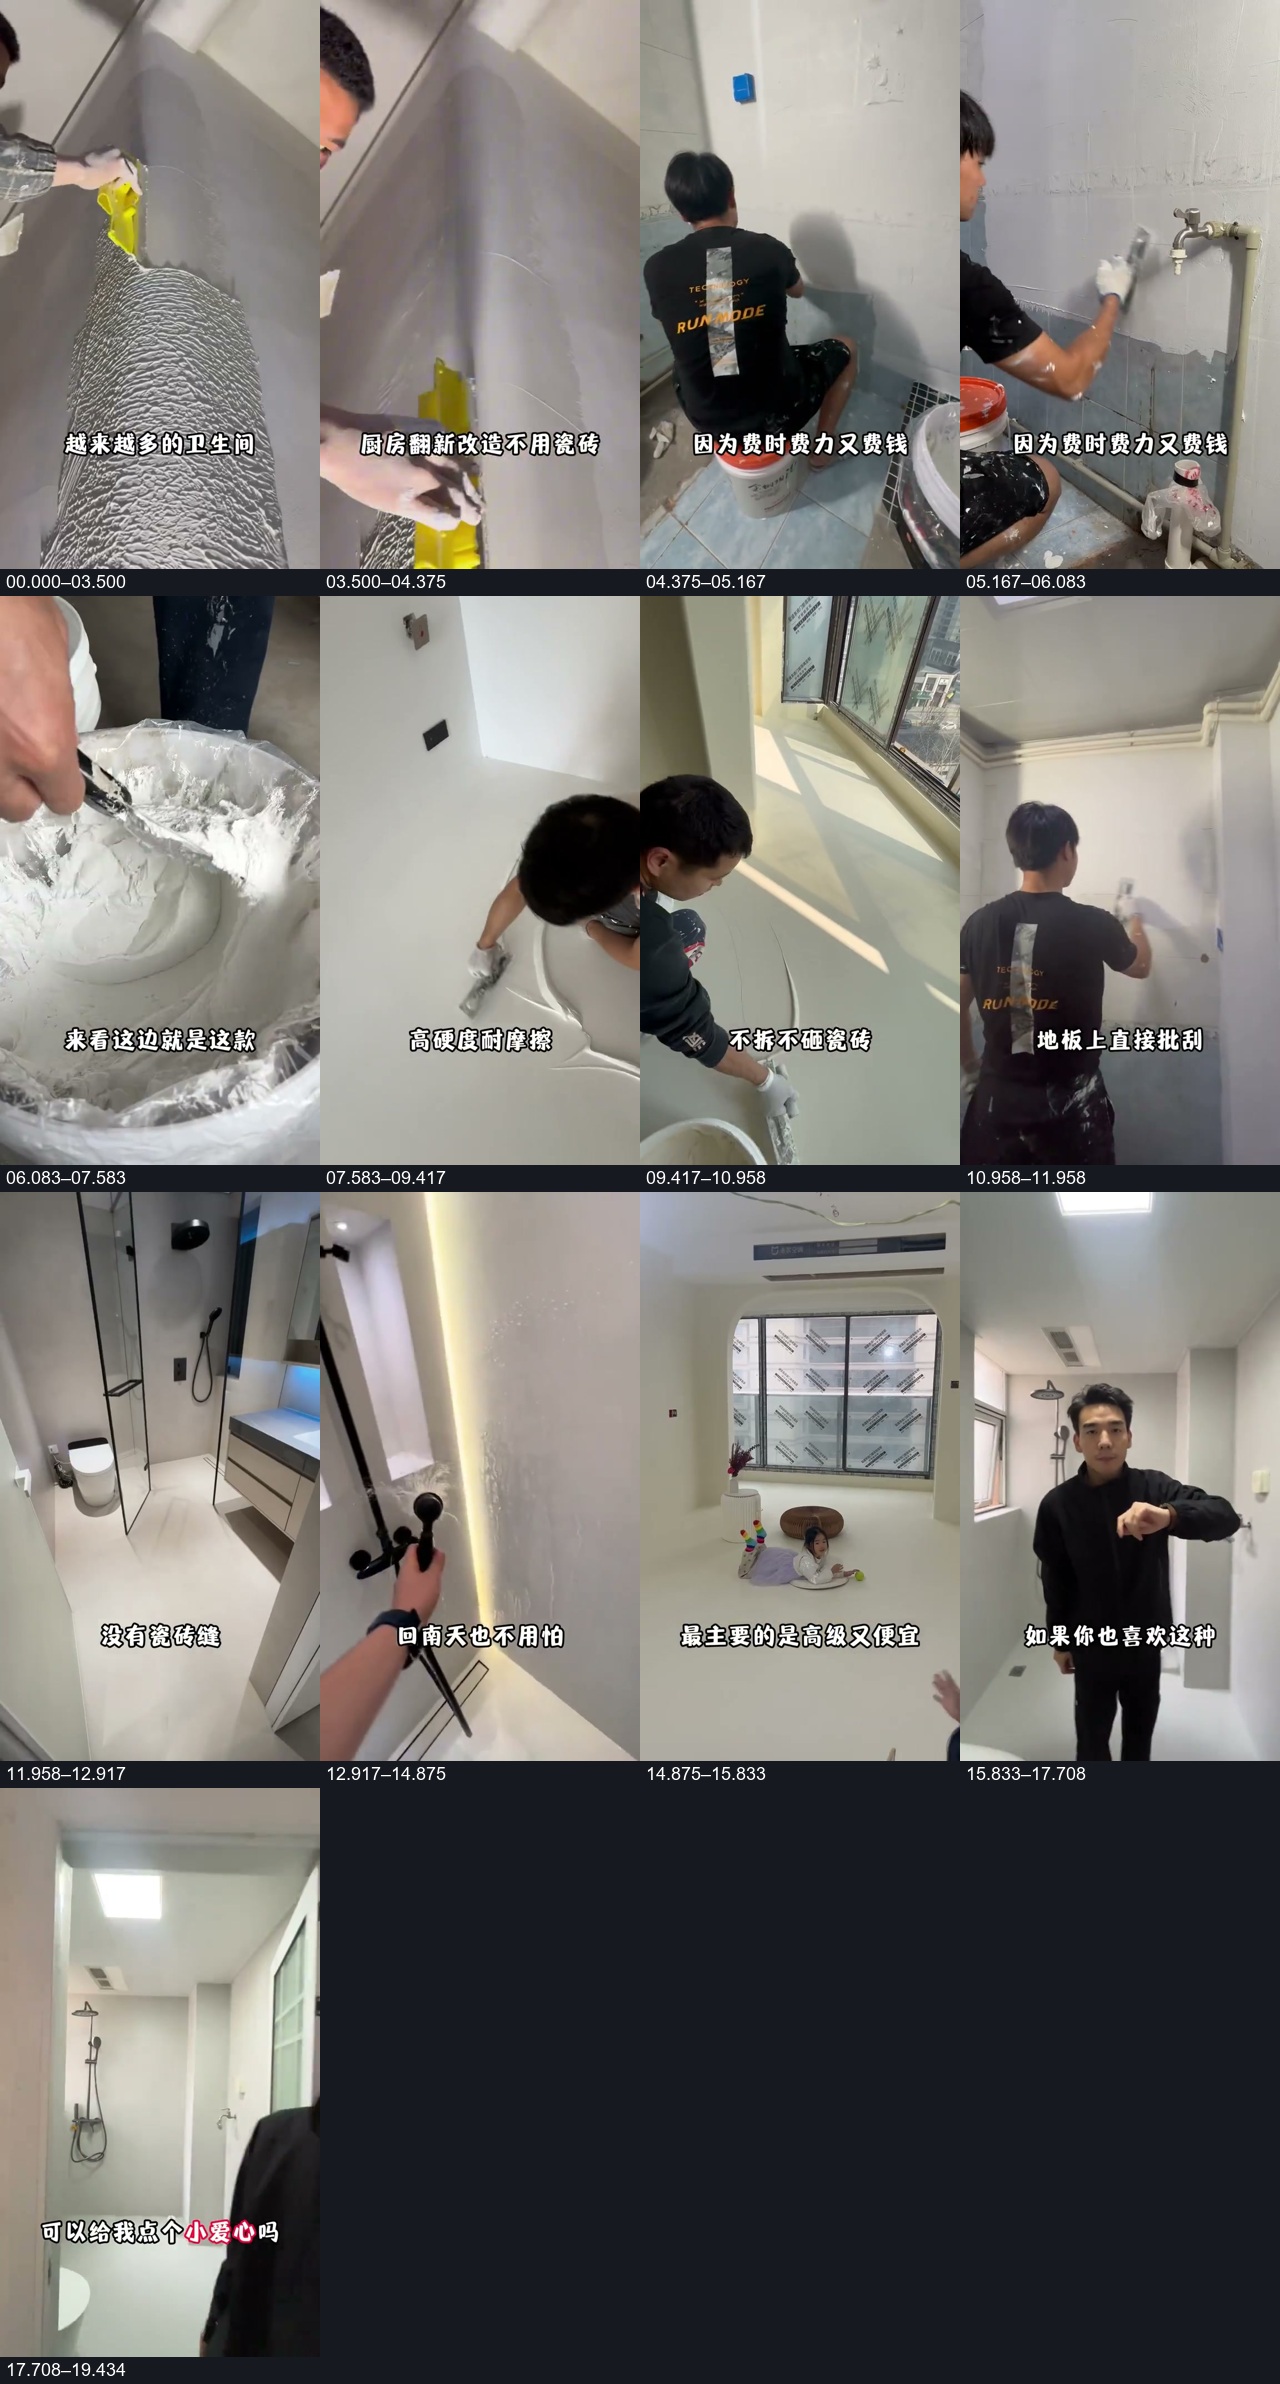 越来越多的卫生间
00.000–03.500
厨房翻新改造不用瓷砖
03.500–04.375
TECHNOLOGY
RUN MODE
因为费时费力又费钱
04.375–05.167
因为费时费力又费钱
05.167–06.083
来看这边就是这款
06.083–07.583
高硬度耐摩擦
07.583–09.417
不拆不砸瓷砖
09.417–10.958
地板上直接批刮
10.958–11.958
没有瓷砖缝
11.958–12.917
回南天也不用怕
12.917–14.875
最主要的是高级又便宜
14.875–15.833
如果你也喜欢这种
15.833–17.708
可以给我点个小爱心吗
17.708–19.434